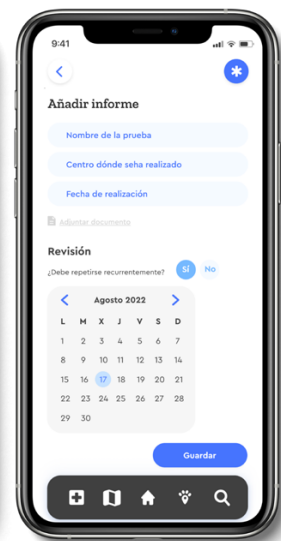 9:41
Añadir informe
Nombre de la prueba
Centro dónde seha realizado
Fecha de realización
Adjuntar documento
Revisión
¿Debe repetirse recurrentemente? Sí No
Agosto 2022
L M X J V S D
1 2 3 4 5 6 7
8 9 10 11 12 13 14
15 16 17 18 19 20 21
22 23 24 25 26 27 28
29 30
Guardar